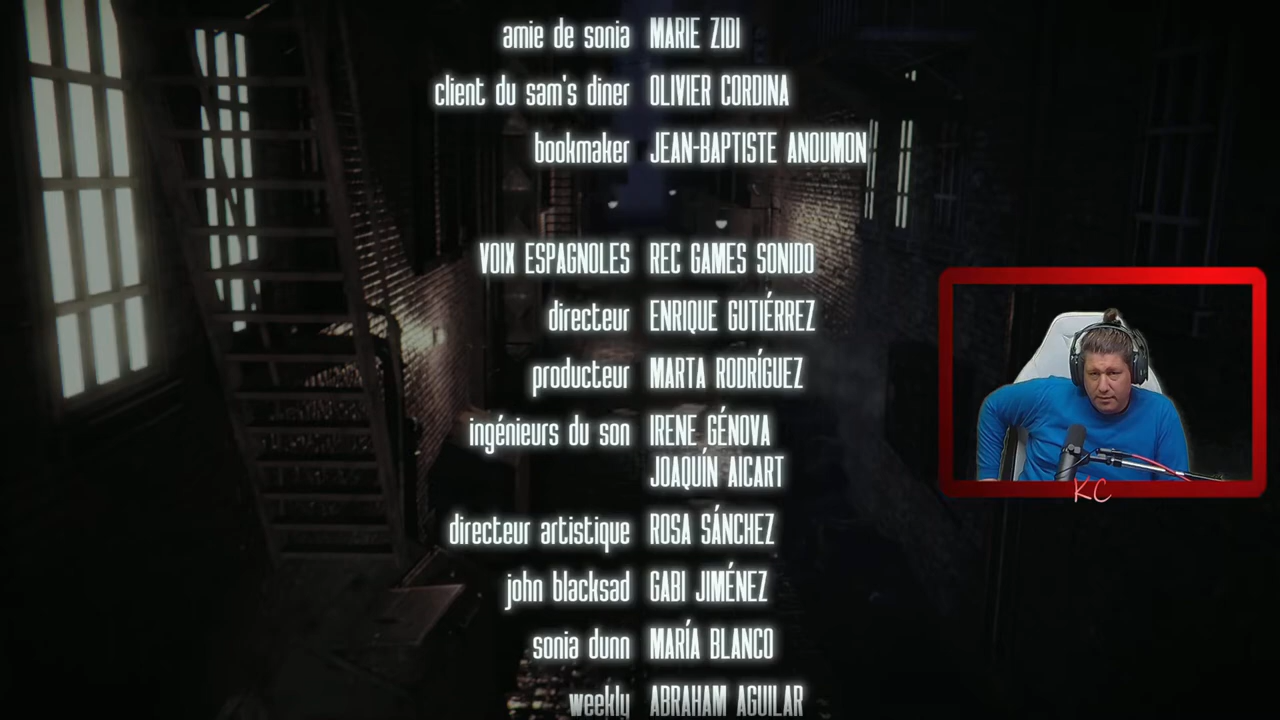 amie de sonia MARIE ZIDI
client du sam's diner OLIVIER CORDINA
bookmaker JEAN-BAPTISTE ANOUMON
VOIX ESPAGNOLES REC GAMES SONIDO
directeur ENRIQUE GUTIÉRREZ
producteur MARTA RODRÍGUEZ
ingénieurs du son IRENE GÉNOVA
JOAQUÍN AICART
directeur artistique ROSA SÁNCHEZ
john blacksad GABI JIMÉNEZ
sonia dunn MARÍA BLANCO
weekly ABRAHAM AGUILAR
KC